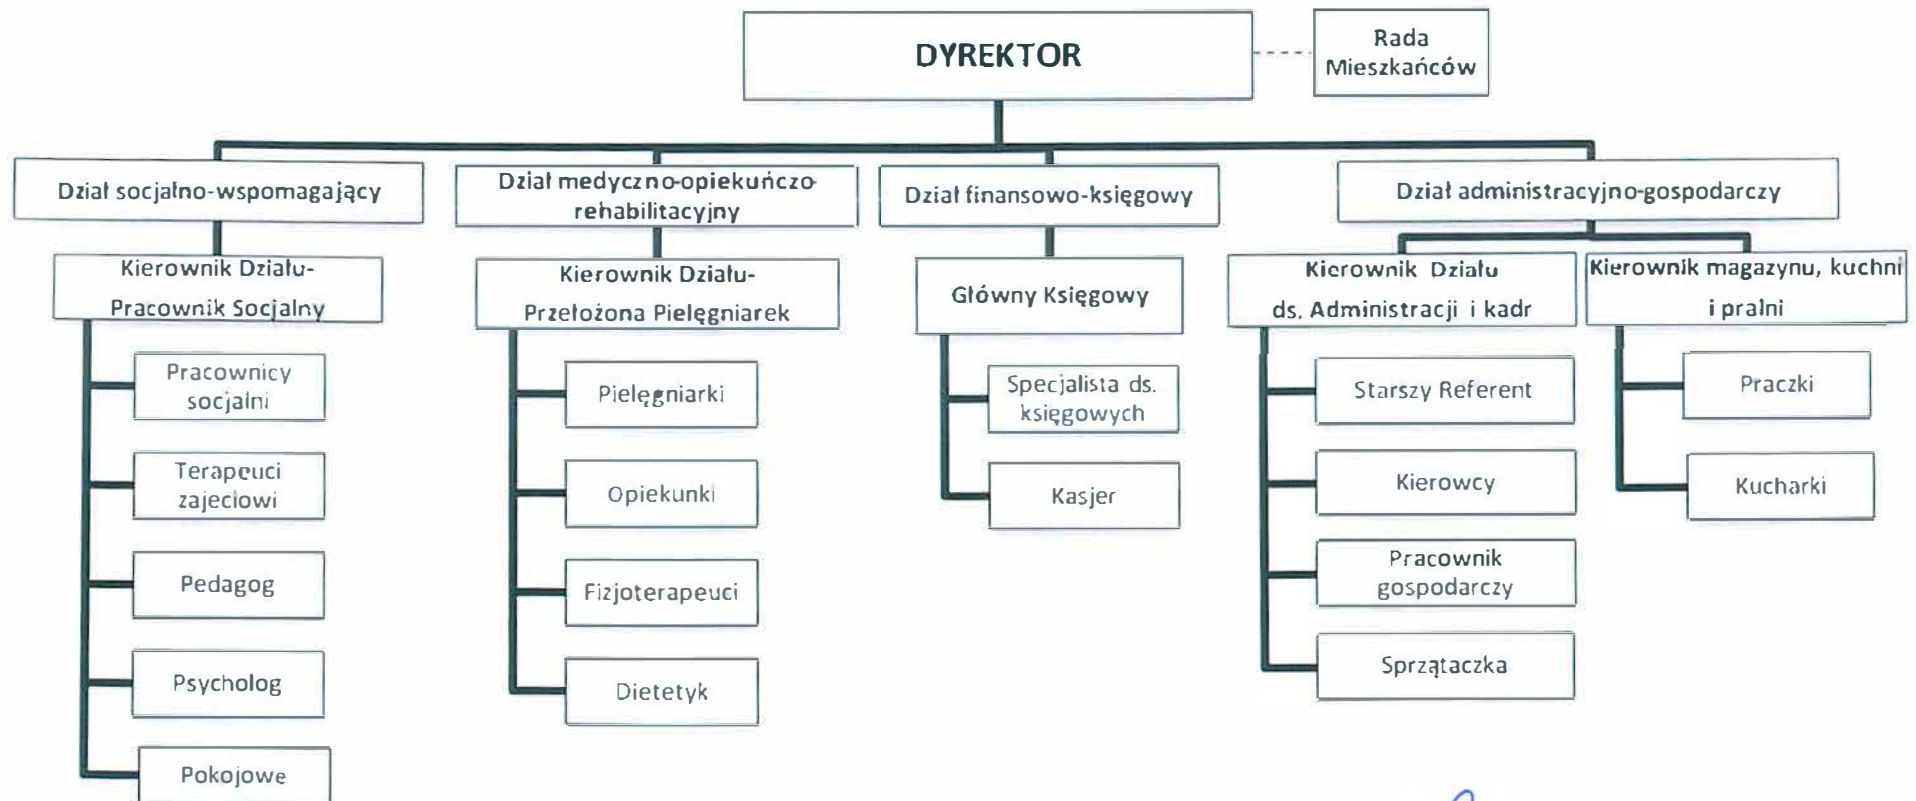 DYREKTOR
Rada
Mieszkańców
Dział socjalno-wspomagający
Dział medyczno-opiekuńczo-
rehabilitacyjny
Dział finansowo-księgowy
Dział administracyjno-gospodarczy
Kierownik Działu-
Pracownik Socjalny
Pracownicy
socjalni
Terapeuci
zajeciowi
Pedagog
Psycholog
Pokojowe
Kierownik Działu-
Przełożona Pielęgniarek
Pielęgniarki
Opiekunki
Fizjoterapeuci
Dietetyk
Główny Księgowy
Specjalista ds.
księgowych
Kasjer
Kierownik Działu
ds. Administracji i kadr
Starszy Referent
Kierowcy
Pracownik
gospodarczy
Sprzątaczka
Kierownik magazynu, kuchni
i pralni
Praczki
Kucharki